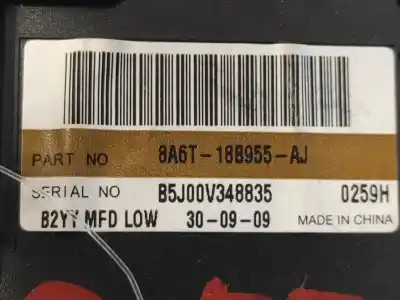 PART NO 8A6T-18B955-AJ
SERIAL NO B5J00V348835 0259H
B2YY MFD LOW 30-09-09 MADE IN CHINA